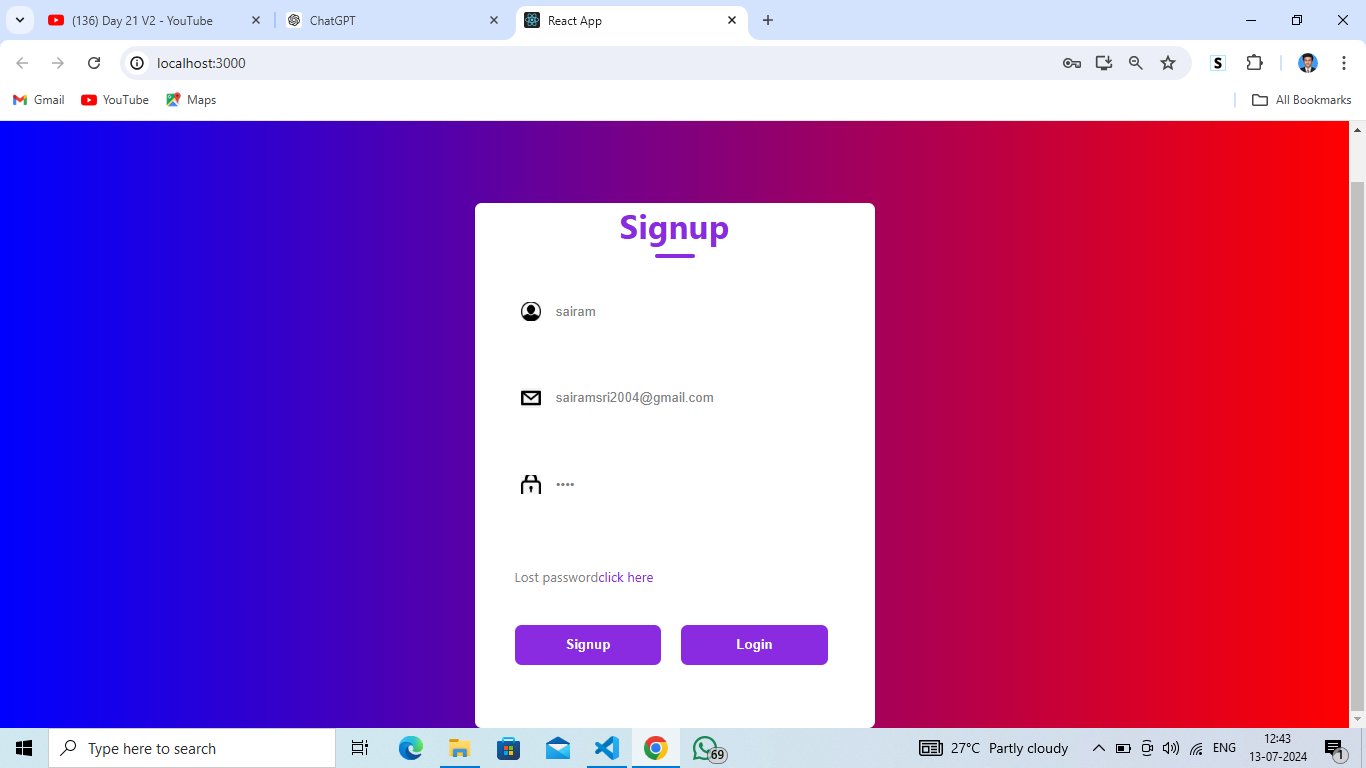 (136) Day 21 V2 - YouTube
ChatGPT
React App
localhost:3000
S
Gmail
YouTube
Maps
All Bookmarks
Signup
sairam
sairamsri2004@gmail.com
••••
Lost passwordclick here
Signup
Login
Type here to search
69
27°C Partly cloudy
ENG
12:43
13-07-2024
1